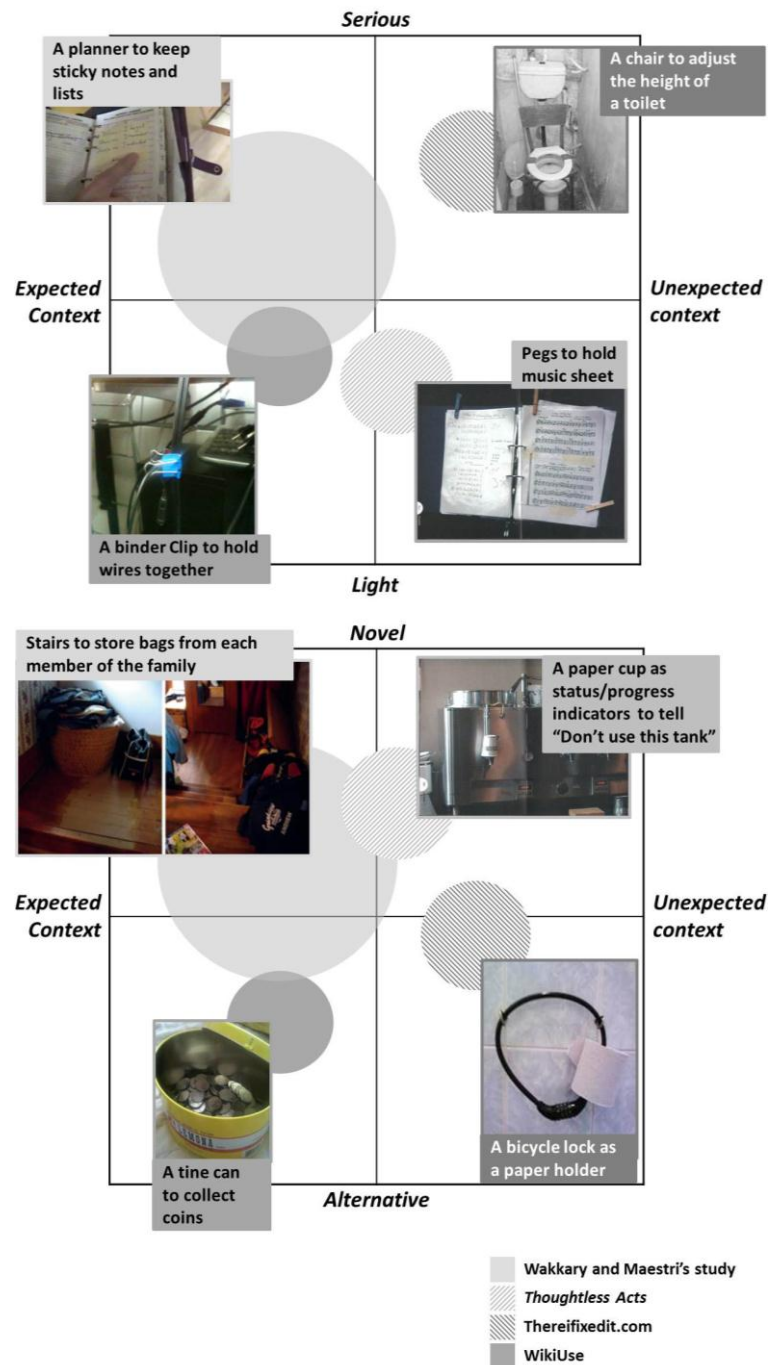 Serious
A planner to keep
sticky notes and
lists
A chair to adjust
the height of
a toilet
Expected
Context
Unexpected
context
Pegs to hold
music sheet
A binder Clip to hold
wires together
Light
Novel
Stairs to store bags from each
member of the family
A paper cup as
status/progress
indicators to tell
“Don’t use this tank”
Expected
Context
Unexpected
context
A tine can
to collect
coins
A bicycle lock as
a paper holder
Alternative
Wakkary and Maestri’s study
Thoughtless Acts
Thereifixedit.com
WikiUse